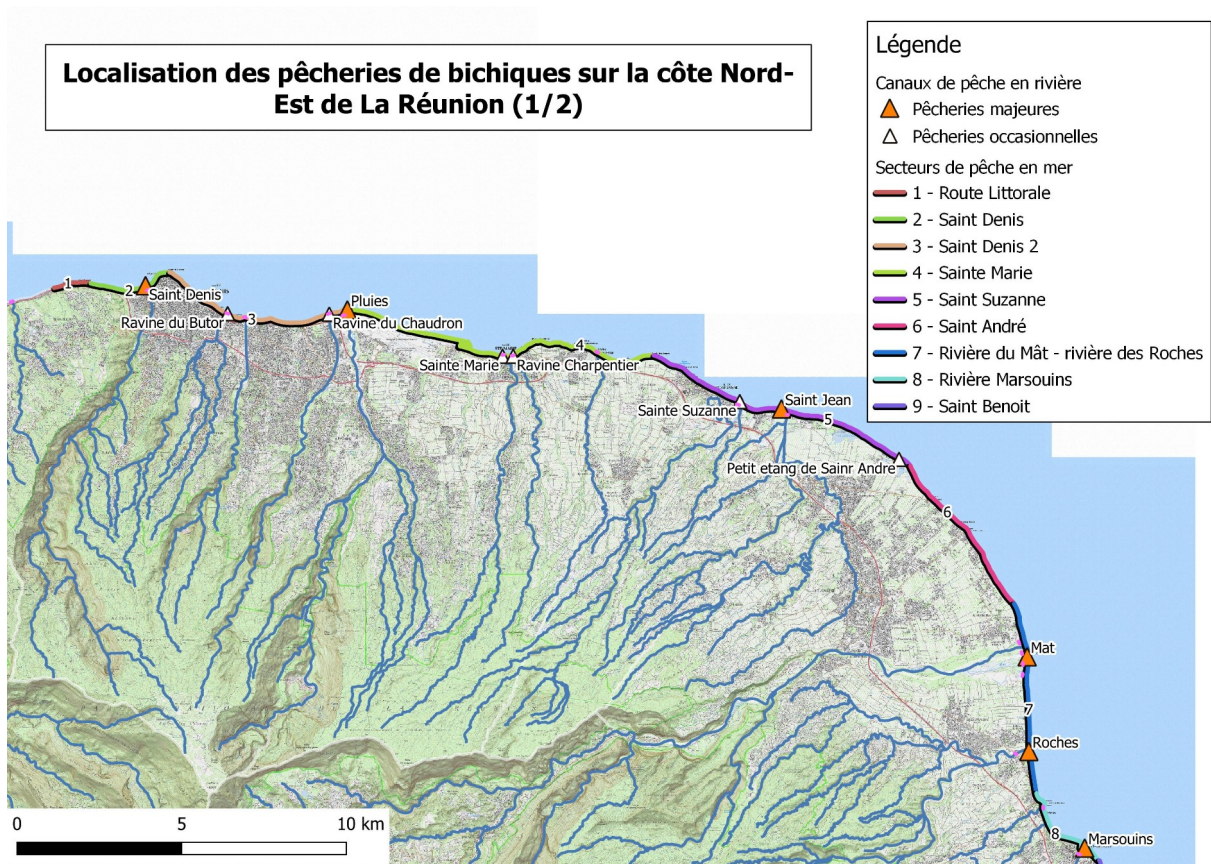 Localisation des pêcheries de bichiques sur la côte Nord-
Est de La Réunion (1/2)
Légende
Canaux de pêche en rivière
Pêcheries majeures
Pêcheries occasionnelles
Secteurs de pêche en mer
1 - Route Littorale
2 - Saint Denis
3 - Saint Denis 2
4 - Sainte Marie
5 - Saint Suzanne
6 - Saint André
7 - Rivière du Mât - rivière des Roches
8 - Rivière Marsouins
9 - Saint Benoit
1
2
Saint Denis
Ravine du Butor
3
Pluies
Ravine du Chaudron
Sainte Marie
Ravine Charpentier
4
Sainte Suzanne
Saint Jean
5
Petit etang de Sainr Andre
6
Mat
7
Roches
8
Marsouins
0 5 10 km